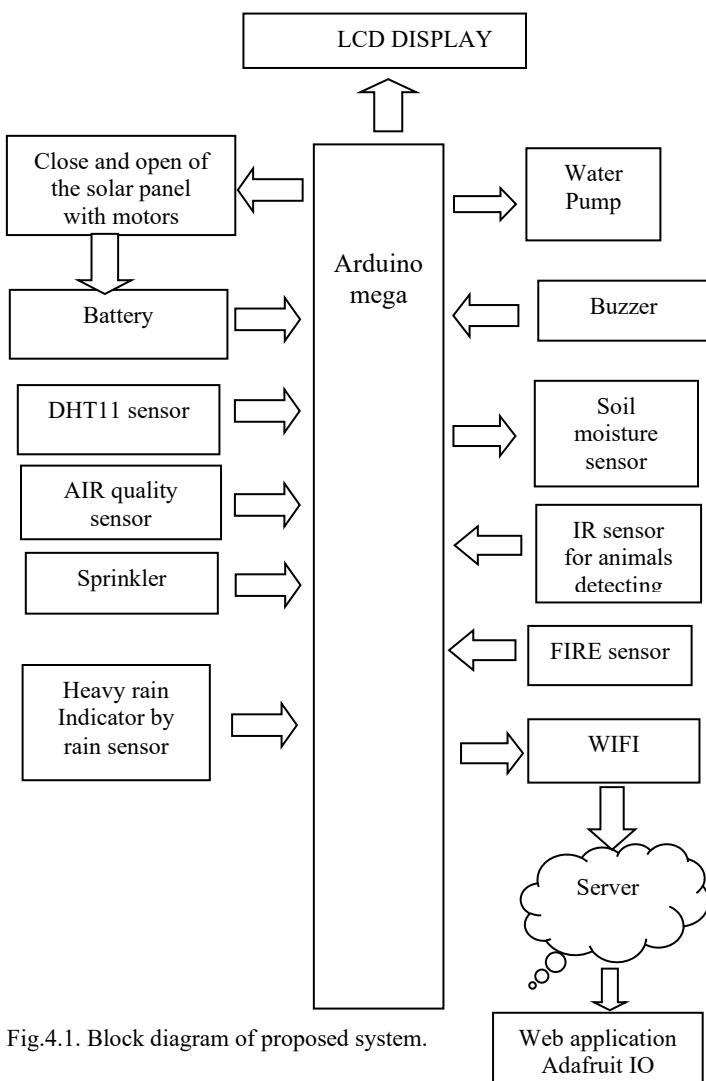 LCD DISPLAY
Close and open of
the solar panel
with motors
Battery
DHT11 sensor
AIR quality
sensor
Sprinkler
Heavy rain
Indicator by
rain sensor
Arduino
mega
Water
Pump
Buzzer
Soil
moisture
sensor
IR sensor
for animals
detecting
FIRE sensor
WIFI
Server
Web application
Adafruit IO
Fig.4.1. Block diagram of proposed system.